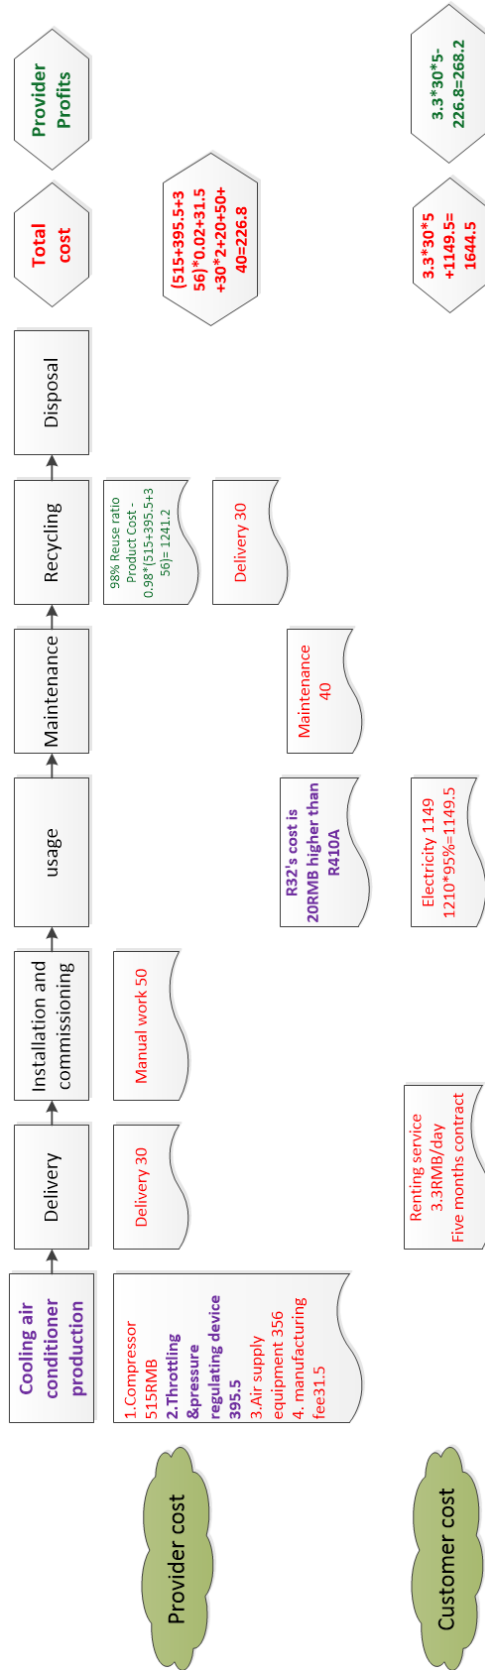 Cooling air
conditioner
production
Delivery
Installation and
commissioning
usage
Maintenance
Recycling
Disposal
Total
cost
Provider
Profits
Provider cost
1.Compressor
515RMB
2.Throttling
&pressure
regulating device
395.5
3.Air supply
equipment 356
4. manufacturing
fee31.5
Delivery 30
Manual work 50
R32's cost is
20RMB higher than
R410A
Maintenance
40
98% Reuse ratio
Product Cost -
0.98*(515+395.5+3
56)= 1241.2
Delivery 30
(515+395.5+3
56)*0.02+31.5
+30*2+20+50+
40=226.8
Customer cost
Renting service
3.3RMB/day
Five months contract
Electricity 1149
1210*95%=1149.5
3.3*30*5
+1149.5=
1644.5
3.3*30*5-
226.8=268.2